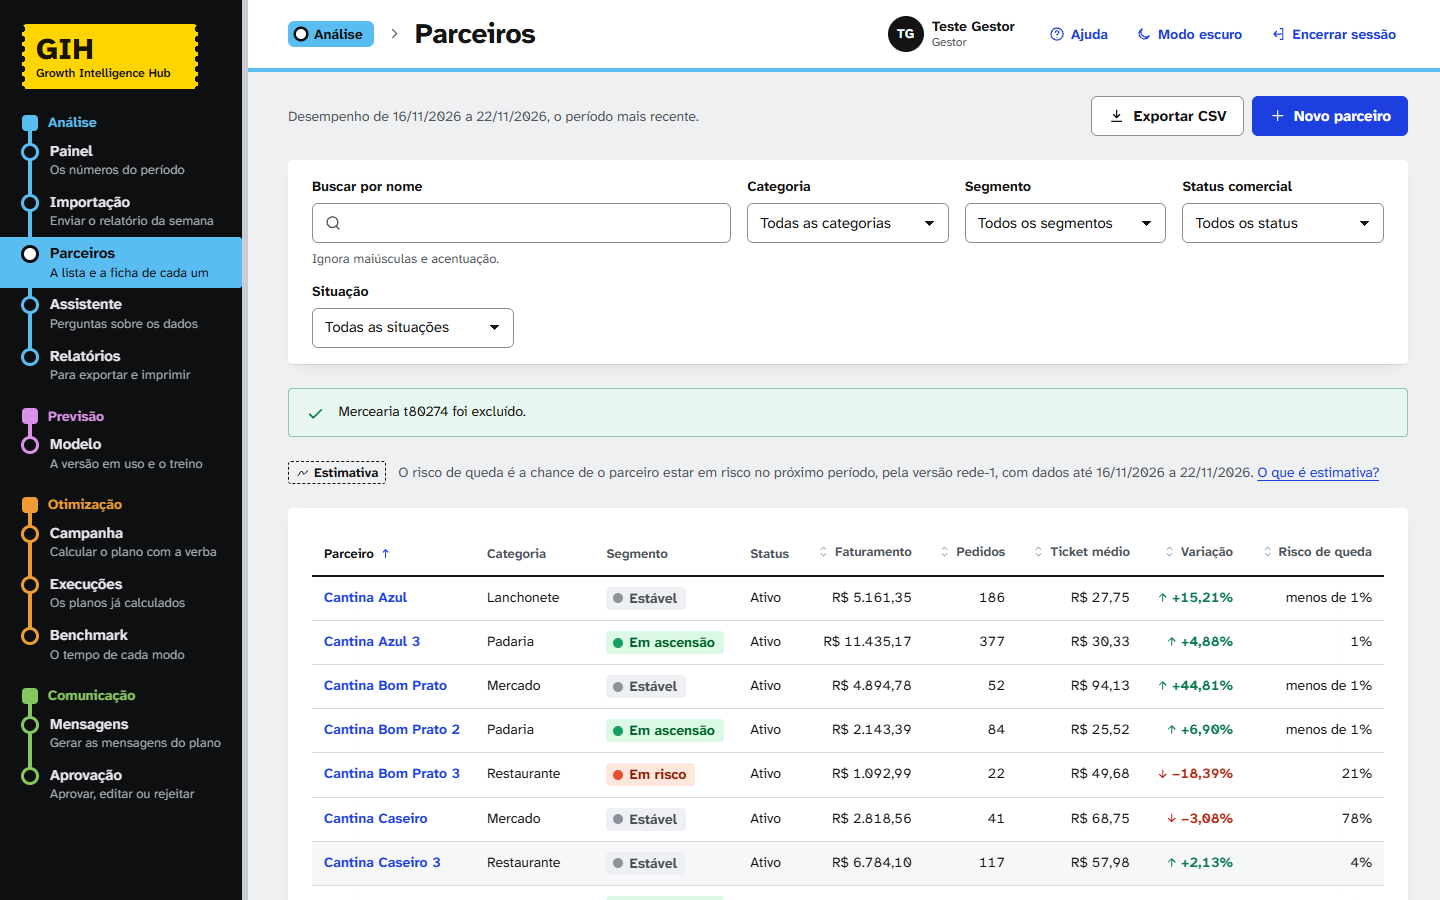 GIH
Growth Intelligence Hub
Análise
Painel
Os números do período
Importação
Enviar o relatório da semana
Parceiros
A lista e a ficha de cada um
Assistente
Perguntas sobre os dados
Relatórios
Para exportar e imprimir
Previsão
Modelo
A versão em uso e o treino
Otimização
Campanha
Calcular o plano com a verba
Execuções
Os planos já calculados
Benchmark
O tempo de cada modo
Comunicação
Mensagens
Gerar as mensagens do plano
Aprovação
Aprovar, editar ou rejeitar
Análise > Parceiros
TG Teste Gestor
Gestor
Ajuda Modo escuro Encerrar sessão
Desempenho de 16/11/2026 a 22/11/2026, o período mais recente.
Exportar CSV + Novo parceiro
Buscar por nome Categoria Segmento Status comercial
Todas as categorias Todos os segmentos Todos os status
Ignora maiúsculas e acentuação.
Situação
Todas as situações
Mercearia t80274 foi excluído.
Estimativa O risco de queda é a chance de o parceiro estar em risco no próximo período, pela versão rede-1, com dados até 16/11/2026 a 22/11/2026. O que é estimativa?
Parceiro ↑ Categoria Segmento Status Faturamento Pedidos Ticket médio Variação Risco de queda
Cantina Azul Lanchonete Estável Ativo R$ 5.161,35 186 R$ 27,75 ↑ +15,21% menos de 1%
Cantina Azul 3 Padaria Em ascensão Ativo R$ 11.435,17 377 R$ 30,33 ↑ +4,88% 1%
Cantina Bom Prato Mercado Estável Ativo R$ 4.894,78 52 R$ 94,13 ↑ +44,81% menos de 1%
Cantina Bom Prato 2 Padaria Em ascensão Ativo R$ 2.143,39 84 R$ 25,52 ↑ +6,90% menos de 1%
Cantina Bom Prato 3 Restaurante Em risco Ativo R$ 1.092,99 22 R$ 49,68 ↓ −18,39% 21%
Cantina Caseiro Mercado Estável Ativo R$ 2.818,56 41 R$ 68,75 ↓ −3,08% 78%
Cantina Caseiro 3 Restaurante Estável Ativo R$ 6.784,10 117 R$ 57,98 ↑ +2,13% 4%